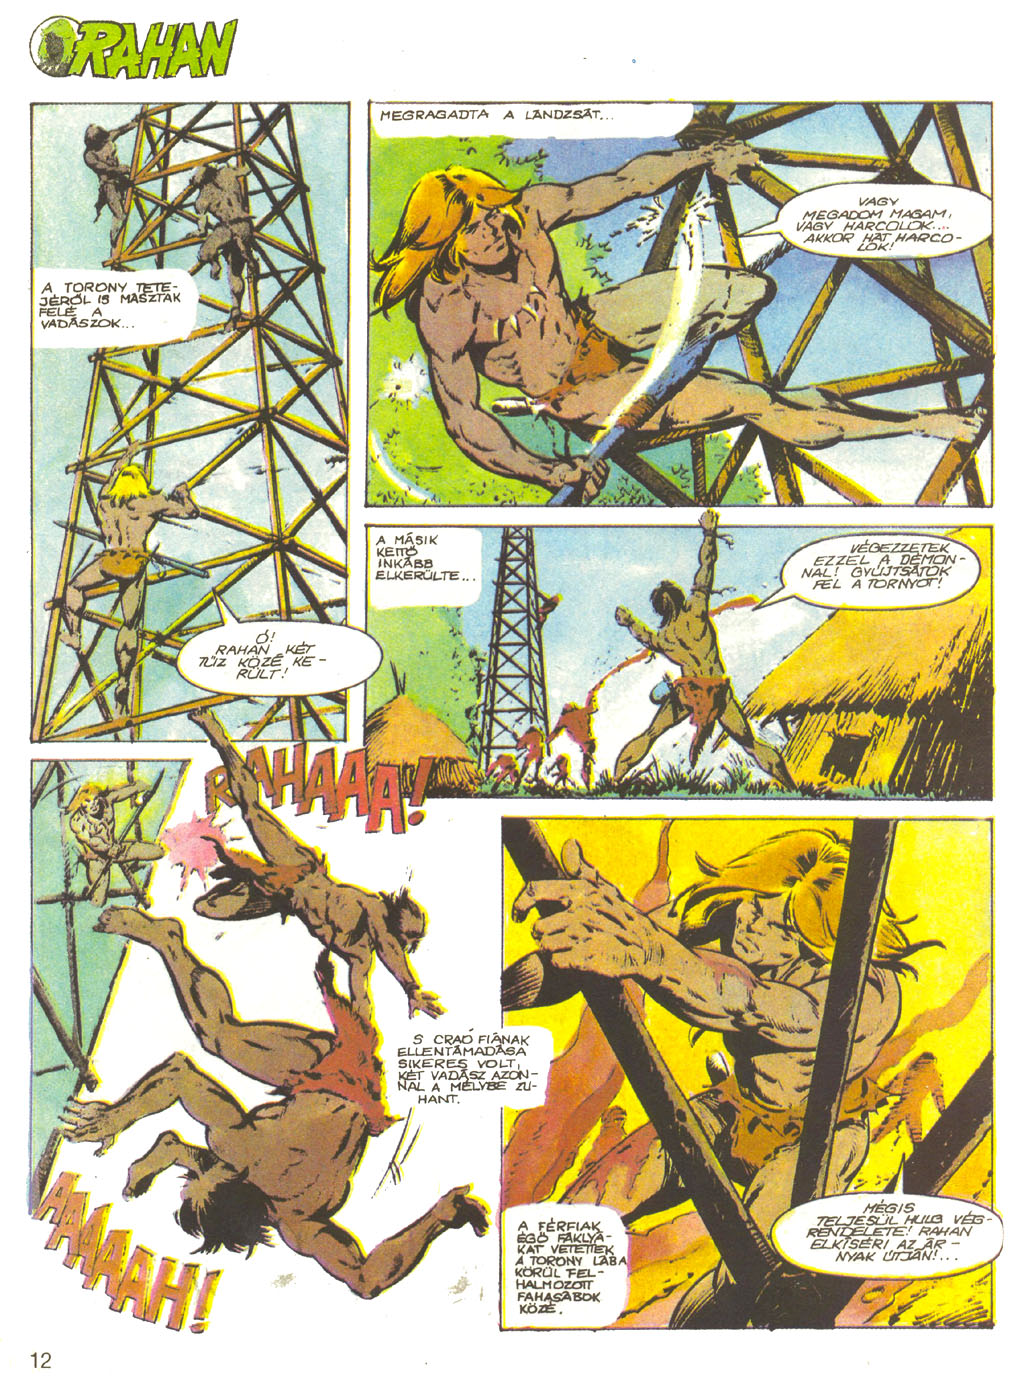 RAHAN
A TORONY TETE-
JÉRŐL IS MÁSZTAK
FELÉ A
VADÁSZOK...
Ó!
RAHAN KÉT
TŰZ KÖZÉ KE-
RÜLT!
MEGRAGADTA A LÁNDZSÁT...
VAGY
MEGADOM MAGAM,
VAGY HARCOLOK....
AKKOR HÁT HARCO-
LOK!
A MÁSIK
KETTŐ
INKÁBB
ELKERÜLTE...
VÉGEZZETEK
EZZEL A DÉMON-
NAL! GYÚJTSÁTOK
FEL A TORNYOT!
RAHAAA!
S CRAÓ FIÁNAK
ELLENTÁMADÁSA
SIKERES VOLT,
KÉT VADÁSZ AZON-
NAL A MÉLYBE ZU-
HANT.
AAAAAH!
A FÉRFIAK
ÉGŐ FÁKLYÁ-
KAT VETETTEK
A TORONY LÁBA
KÖRÜL FEL-
HALMOZOTT
FAHASÁBOK
KÖZÉ.
MÉGIS
TELJESÜL HULG VÉG-
RENDELETE! RAHAN
ELKÍSÉRI AZ ÁR-
NYAK ÚTJÁN!...
12